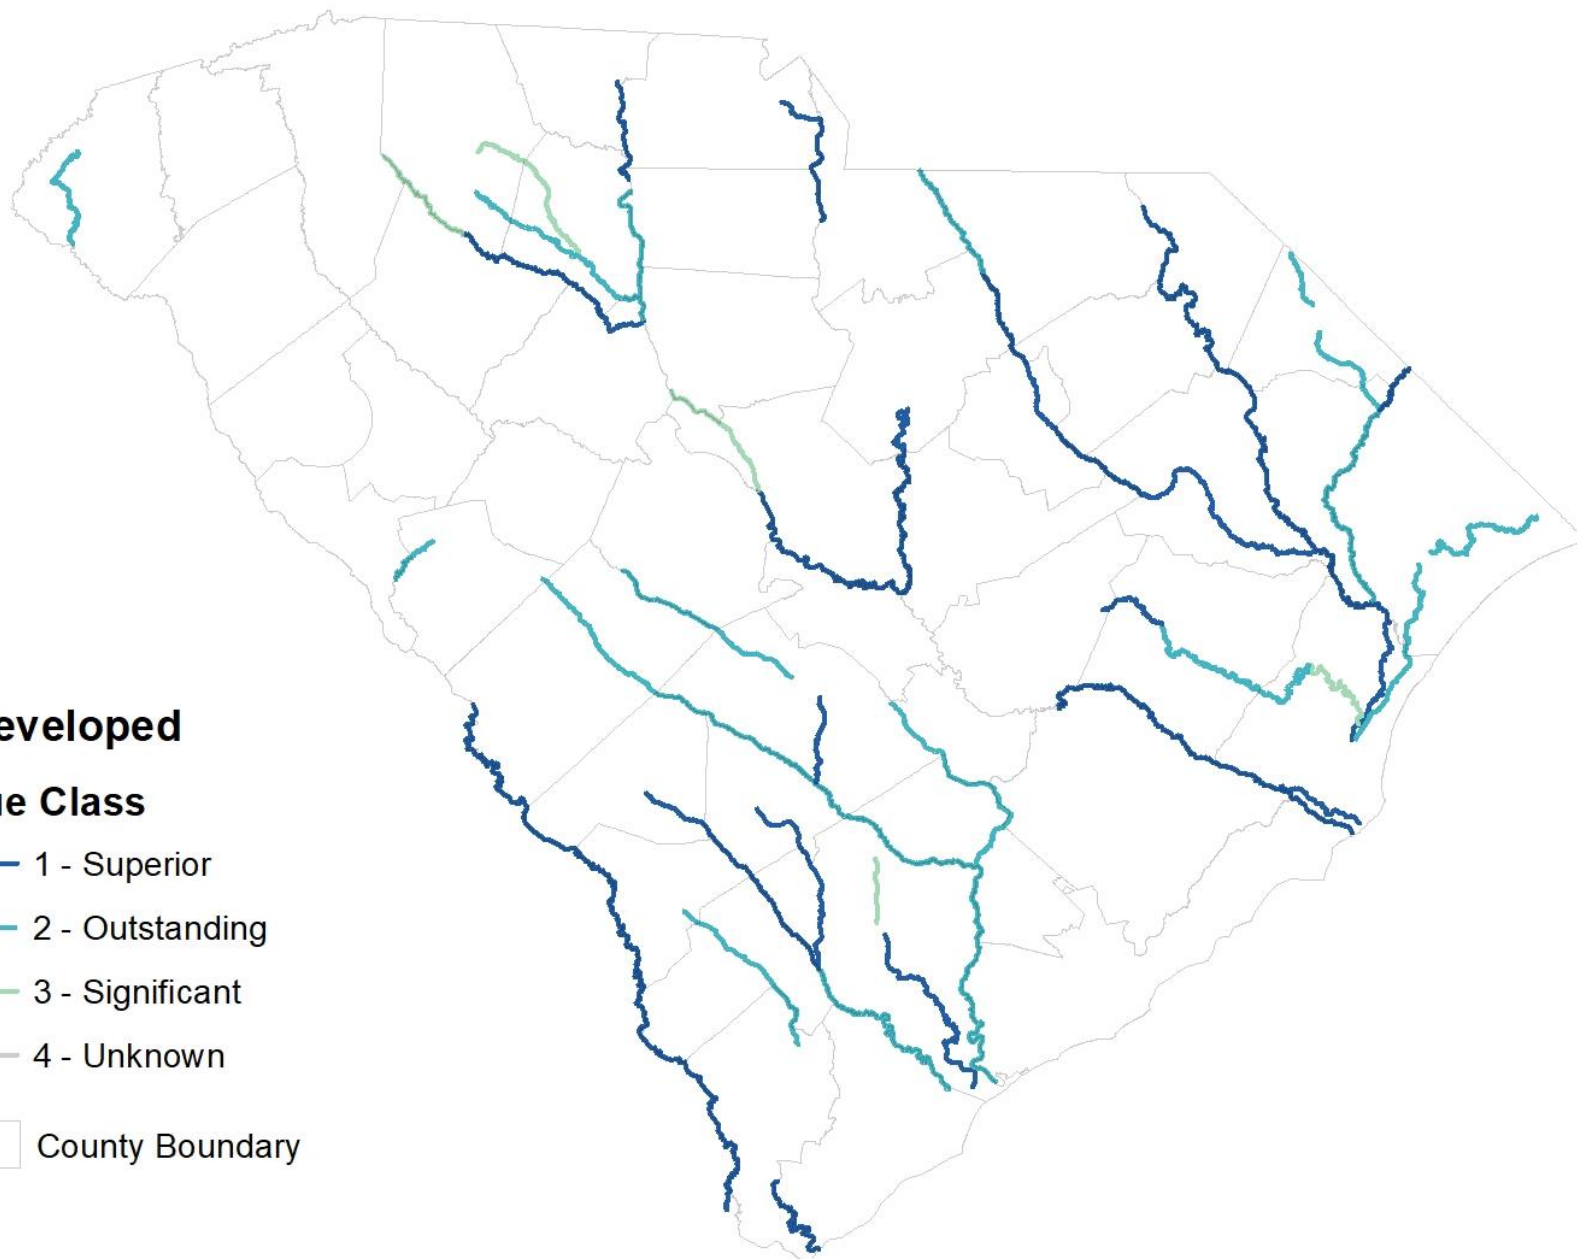 eveloped
ue Class
1 - Superior
2 - Outstanding
3 - Significant
4 - Unknown
County Boundary